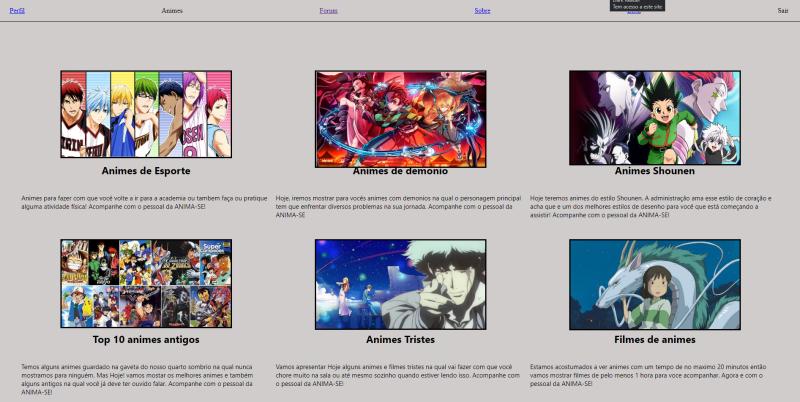 Tem acesso a este site
Perfil
Animes
Forum
Sobre
Sair
Animes de Esporte
Animes de demonio
Animes Shounen
Animes para fazer com que você volte a ir para a academia ou tambem faça ou pratique
alguma atividade física! Acompanhe com o pessoal da ANIMA-SE!
Hoje, iremos mostrar para vocês animes com demonios na qual o personagem principal
tem que enfrentar diversos problemas na sua jornada. Acompanhe com o pessoal da
ANIMA-SE
Hoje teremos animes do estilo Shounen. A administração ama esse estilo de coração e
acha que e um dos melhores estilos de desenho para você que está começando a
assistir! Acompanhe com o pessoal da ANIMA-SE!
Top 10 animes antigos
Animes Tristes
Filmes de animes
Temos alguns animes guardado na gaveta do nosso quarto sombrio na qual nunca
mostramos para ninguém. Mas Hoje! vamos mostar os melhores animes e também
alguns animes na qual você já deve ter ouvido falar. Acompanhe com o pessoal da
ANIMA-SE!
Vamos apresentar Hoje alguns animes e filmes tristes na qual vai fazer com que você
chore muito na sala ou até mesmo sozinho quando estiver lendo isso. Acompanhe com
o pessoal da ANIMA-SE!
Estamos acostumados a ver animes com um tempo de no maximo 20 minutos então
vamos mostrar filmes de pelo menos 1 hora para voce acompanhar. Agora e com o
pessoal da ANIMA-SE!